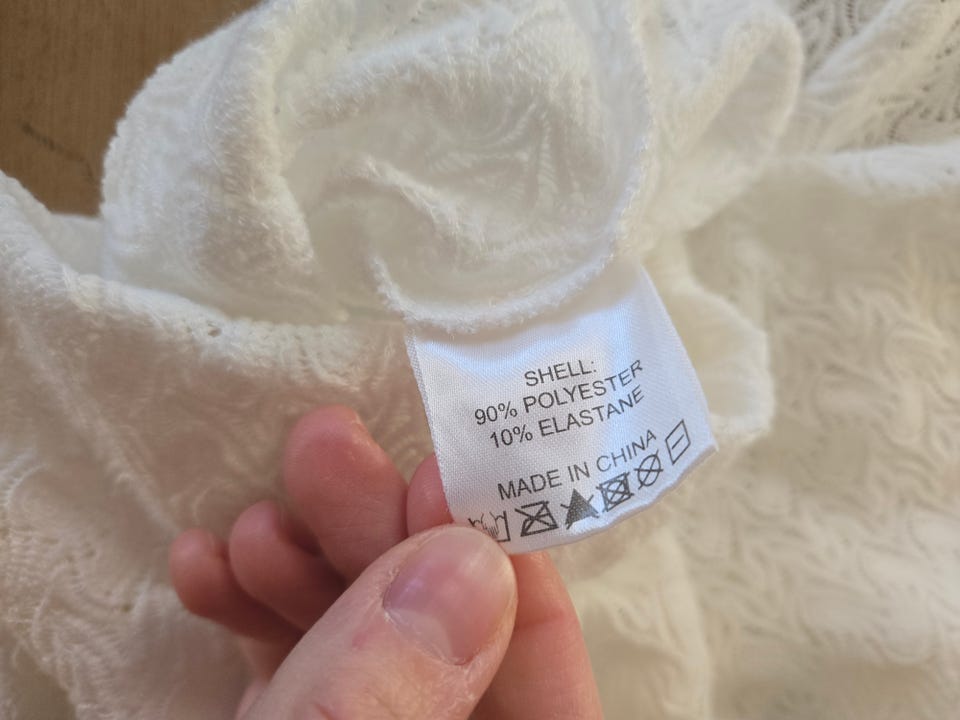 SHELL:
90% POLYESTER
10% ELASTANE
MADE IN CHINA